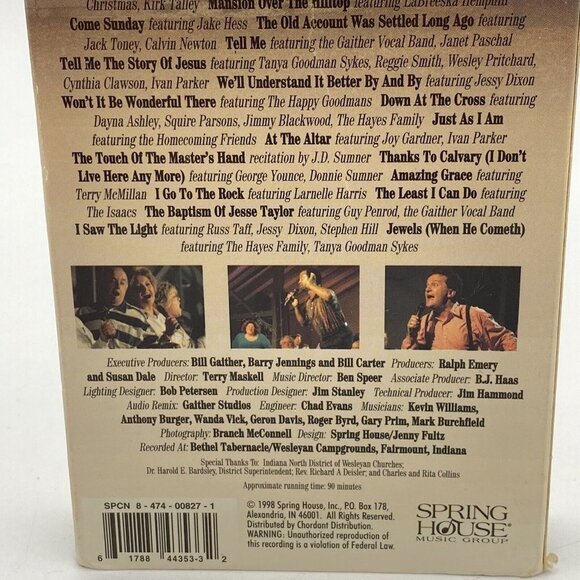 Christmas, Kirk Talley Mansion Over The Hilltop featuring LaBreeska Hemphill
Come Sunday featuring Jake Hess The Old Account Was Settled Long Ago featuring
Jack Toney, Calvin Newton Tell Me featuring the Gaither Vocal Band, Janet Paschal
Tell Me The Story Of Jesus featuring Tanya Goodman Sykes, Reggie Smith, Wesley Pritchard,
Cynthia Clawson, Ivan Parker We'll Understand It Better By And By featuring Jessy Dixon
Won't It Be Wonderful There featuring The Happy Goodmans Down At The Cross featuring
Dayna Ashley, Squire Parsons, Jimmy Blackwood, The Hayes Family Just As I Am
featuring the Homecoming Friends At The Altar featuring Joy Gardner, Ivan Parker
The Touch Of The Master's Hand recitation by J.D. Sumner Thanks To Calvary (I Don't
Live Here Any More) featuring George Younce, Donnie Sumner Amazing Grace featuring
Terry McMillan I Go To The Rock featuring Larnelle Harris The Least I Can Do featuring
The Isaacs The Baptism Of Jesse Taylor featuring Guy Penrod, the Gaither Vocal Band
I Saw The Light featuring Russ Taff, Jessy Dixon, Stephen Hill Jewels (When He Cometh)
featuring The Hayes Family, Tanya Goodman Sykes
Executive Producers: Bill Gaither, Barry Jennings and Bill Carter Producers: Ralph Emery
and Susan Dale Director: Terry Maskell Music Director: Ben Speer Associate Producer: B.J. Haas
Lighting Designer: Bob Petersen Production Designer: Jim Stanley Technical Producer: Jim Hammond
Audio Remix: Gaither Studios Engineer: Chad Evans Musicians: Kevin Williams,
Anthony Burger, Wanda Vick, Geron Davis, Roger Byrd, Gary Prim, Mark Burchfield
Photography: Branch McConnell Design: Spring House/Jenny Fultz
Recorded At: Bethel Tabernacle/Wesleyan Campgrounds, Fairmount, Indiana
Special Thanks To: Indiana North District of Wesleyan Churches;
Dr. Harold E. Bardsley, District Superintendent; Rev. Richard A Deisler; and Charles and Rita Collins
Approximate running time: 90 minutes
SPCN 8 - 474 - 00827 - 1
6 17884 44353-3 2
© 1998 Spring House, Inc., P.O. Box 178,
Alexandria, IN 46001. All Rights Reserved.
Distributed by Chordant Distribution.
WARNING: Unauthorized reproduction of
this recording is a violation of Federal Law.
SPRING
HOUSE®
MUSIC GROUP